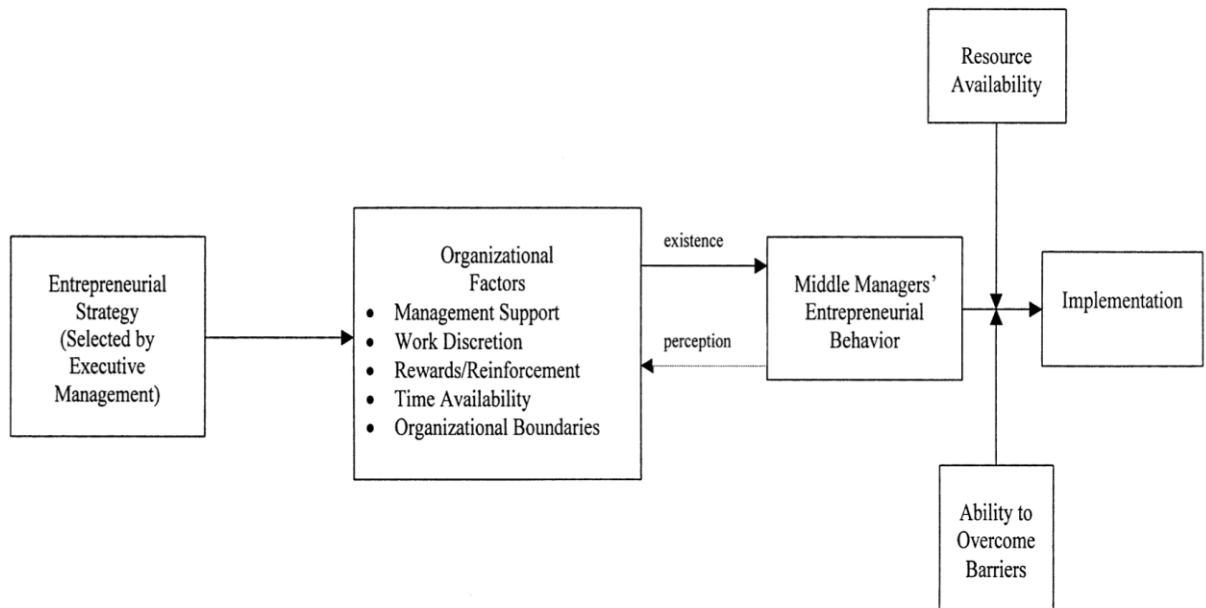 Resource
Availability
Entrepreneurial
Strategy
(Selected by
Executive
Management)
Organizational
Factors
• Management Support
• Work Discretion
• Rewards/Reinforcement
• Time Availability
• Organizational Boundaries
existence
perception
Middle Managers'
Entrepreneurial
Behavior
Implementation
Ability to
Overcome
Barriers